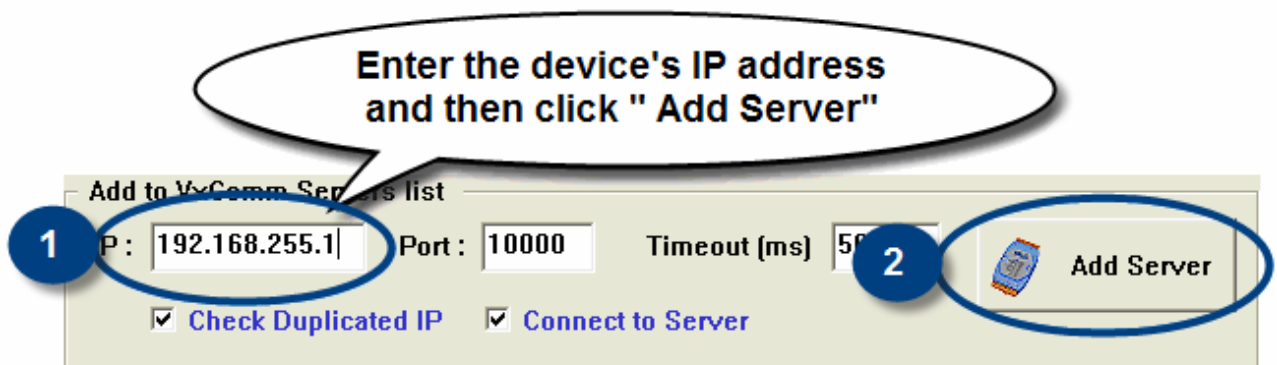 Enter the device's IP address
and then click " Add Server"
Add to VxComm Servers list
1 P : 192.168.255.1 Port : 10000 Timeout (ms) 2 Add Server
Check Duplicated IP Connect to Server